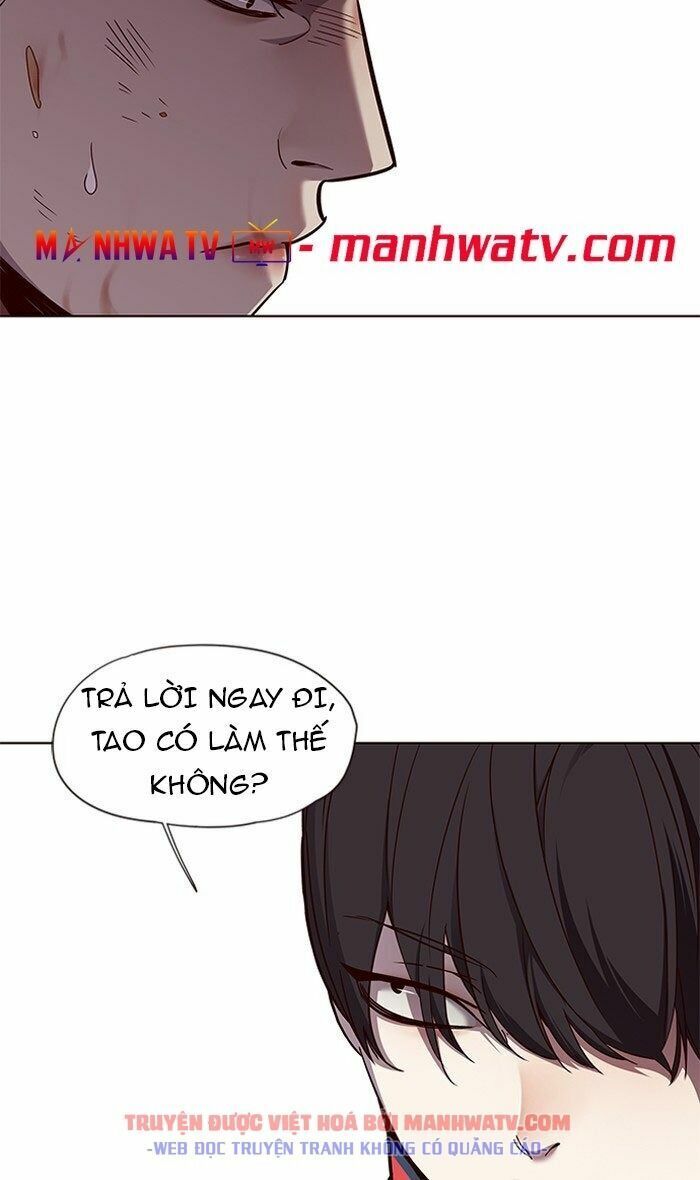 MANHWA TV MN - manhwatv.com
TRẢ LỜI NGAY ĐI,
TAO CÓ LÀM THẾ
KHÔNG?
TRUYỆN ĐƯỢC VIỆT HOÁ BỞI MANHWATV.COM
-WEB ĐỌC TRUYỆN TRANH KHÔNG CÓ QUẢNG CÁO-